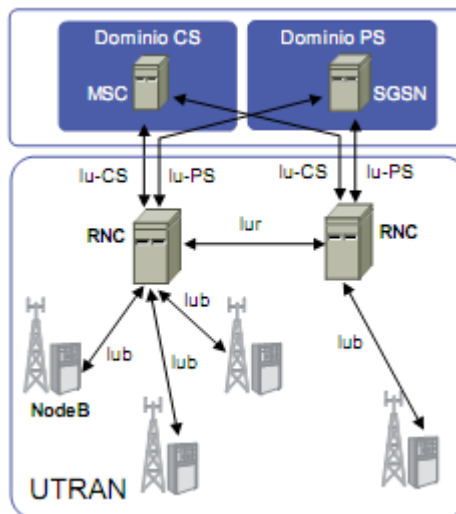 Dominio CS
Dominio PS
MSC
SGSN
Iu-CS
Iu-PS
Iu-CS
Iu-PS
RNC
Iur
RNC
Iub
Iub
Iub
Iub
NodeB
UTRAN